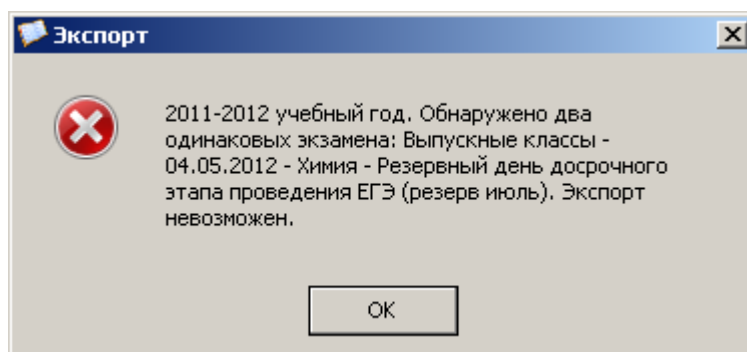 Экспорт
2011-2012 учебный год. Обнаружено два
одинаковых экзамена: Выпускные классы -
04.05.2012 - Химия - Резервный день досрочного
этапа проведения ЕГЭ (резерв июль). Экспорт
невозможен.
OK